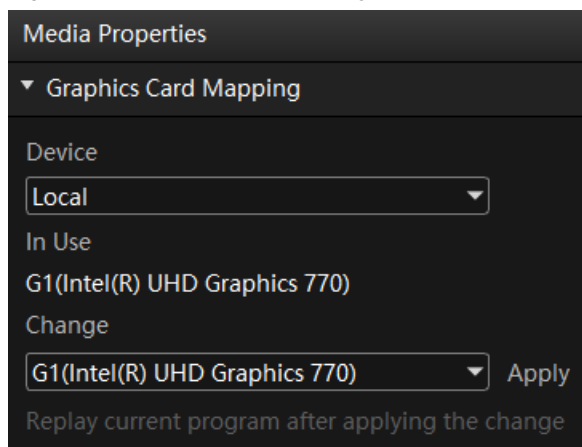 Media Properties
Graphics Card Mapping
Device
Local
In Use
G1(Intel(R) UHD Graphics 770)
Change
G1(Intel(R) UHD Graphics 770) Apply
Replay current program after applying the change